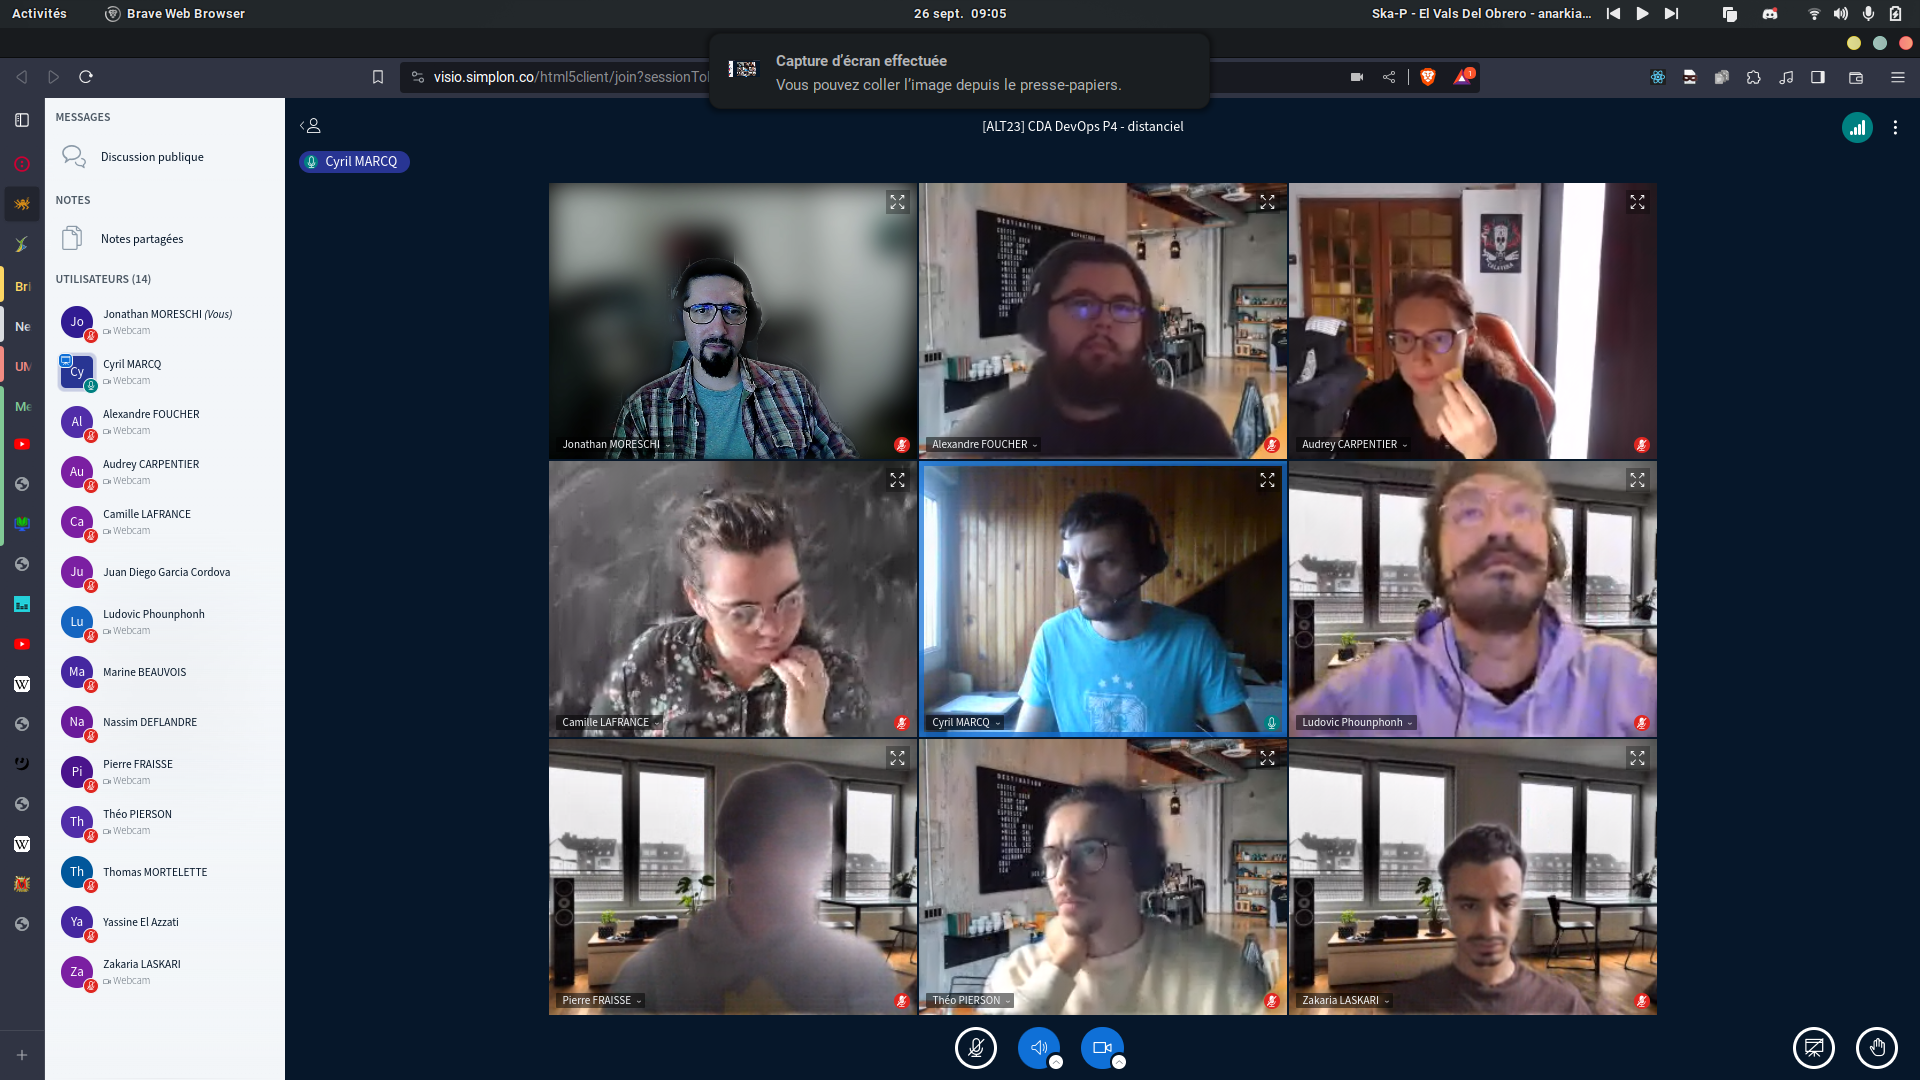 Activités
Brave Web Browser
26 sept. 09:05
Ska-P - El Vals Del Obrero - anarkia...
Capture d'écran effectuée
Vous pouvez coller l'image depuis le presse-papiers.
visio.simplon.co/html5client/join?sessionTo
1
MESSAGES
Discussion publique
NOTES
Notes partagées
UTILISATEURS (14)
Jo
Jonathan MORESCHI (Vous)
Webcam
Cy
Cyril MARCQ
Webcam
Al
Alexandre FOUCHER
Webcam
Au
Audrey CARPENTIER
Webcam
Ca
Camille LAFRANCE
Webcam
Ju
Juan Diego Garcia Cordova
Lu
Ludovic Phounphonh
Webcam
Ma
Marine BEAUVOIS
Na
Nassim DEFLANDRE
Pi
Pierre FRAISSE
Webcam
Th
Théo PIERSON
Webcam
Th
Thomas MORTELETTE
Ya
Yassine El Azzati
Za
Zakaria LASKARI
Webcam
Bri
Ne
UM
Me
W
W
[ALT23] CDA DevOps P4 - distanciel
Cyril MARCQ
Jonathan MORESCHI
DESTINATION
Alexandre FOUCHER
CALAVERA
Audrey CARPENTIER
Camille LAFRANCE
Cyril MARCQ
Ludovic Phounphonh
Pierre FRAISSE
DESTINATION
Théo PIERSON
Zakaria LASKARI